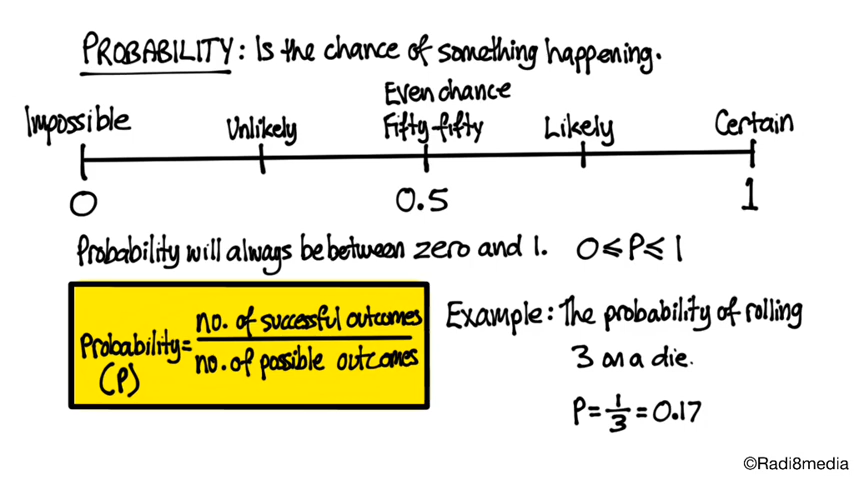 PROBABILITY: Is the chance of something happening.
Even chance
Impossible Unlikely Fifty-fifty Likely Certain
0 0.5 1
Probability will always be between zero and 1. 0 ≤ P ≤ 1
Probability = no. of successful outcomes / no. of possible outcomes
(P)
Example: The probability of rolling
3 on a die.
P = 1/3 = 0.17
©Radi8media